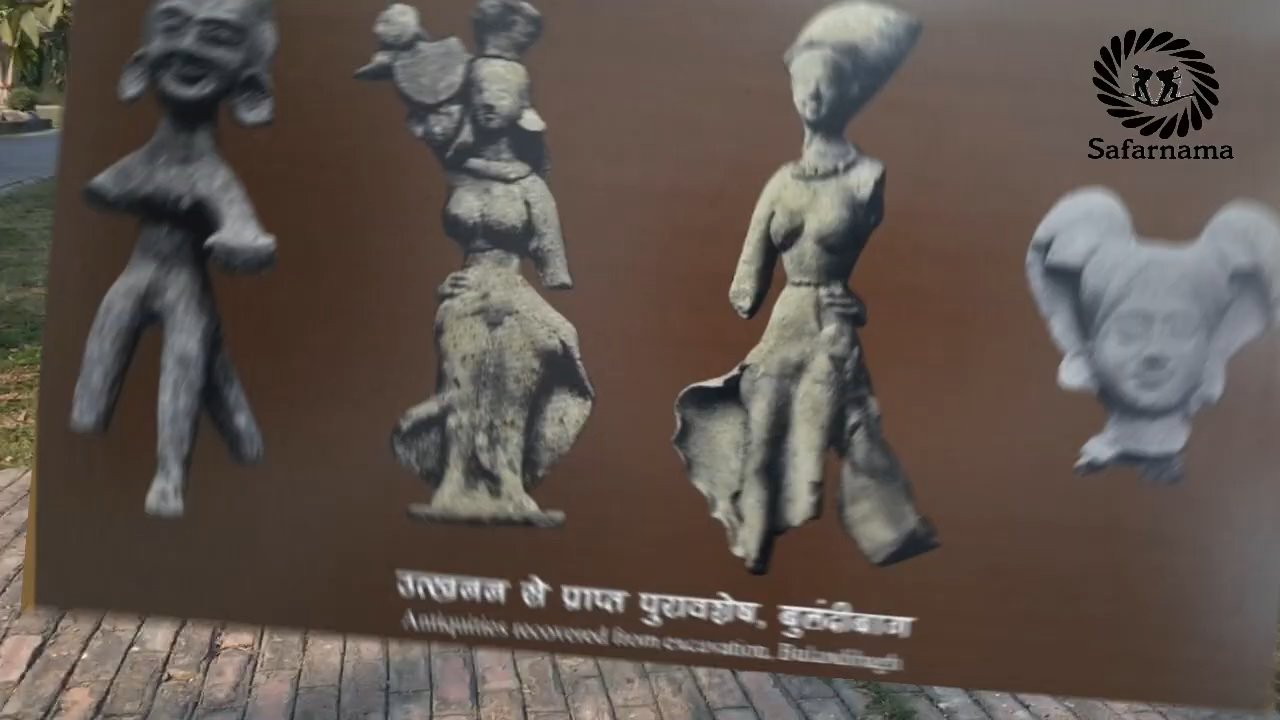 Safarnama
उत्खनन से प्राप्त पुरावशेष, बुलंदीबाग
Antiquities recovered from excavation, Bulandibagh